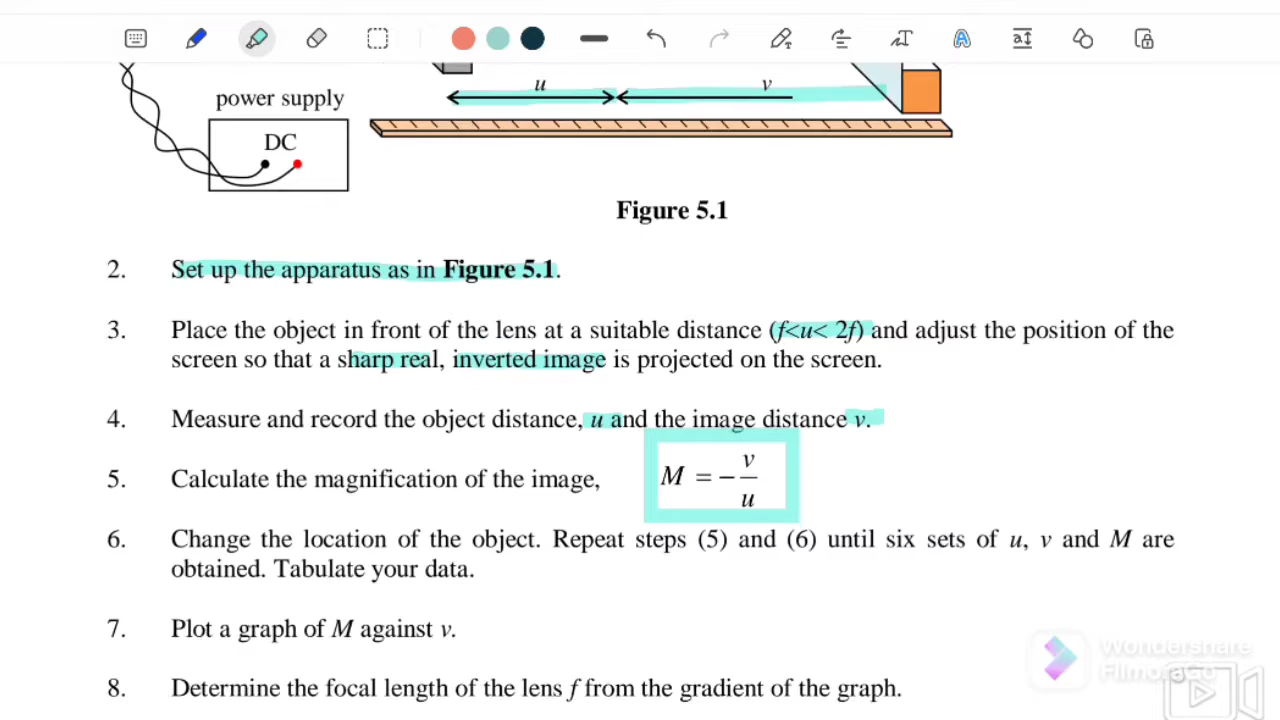 u
v
power supply
DC
Figure 5.1
2. Set up the apparatus as in Figure 5.1.
3. Place the object in front of the lens at a suitable distance (f<u< 2f) and adjust the position of the
screen so that a sharp real, inverted image is projected on the screen.
4. Measure and record the object distance, u and the image distance v.
5. Calculate the magnification of the image, M = -v/u
6. Change the location of the object. Repeat steps (5) and (6) until six sets of u, v and M are
obtained. Tabulate your data.
7. Plot a graph of M against v.
8. Determine the focal length of the lens f from the gradient of the graph.
Wondershare
FilmoraGo